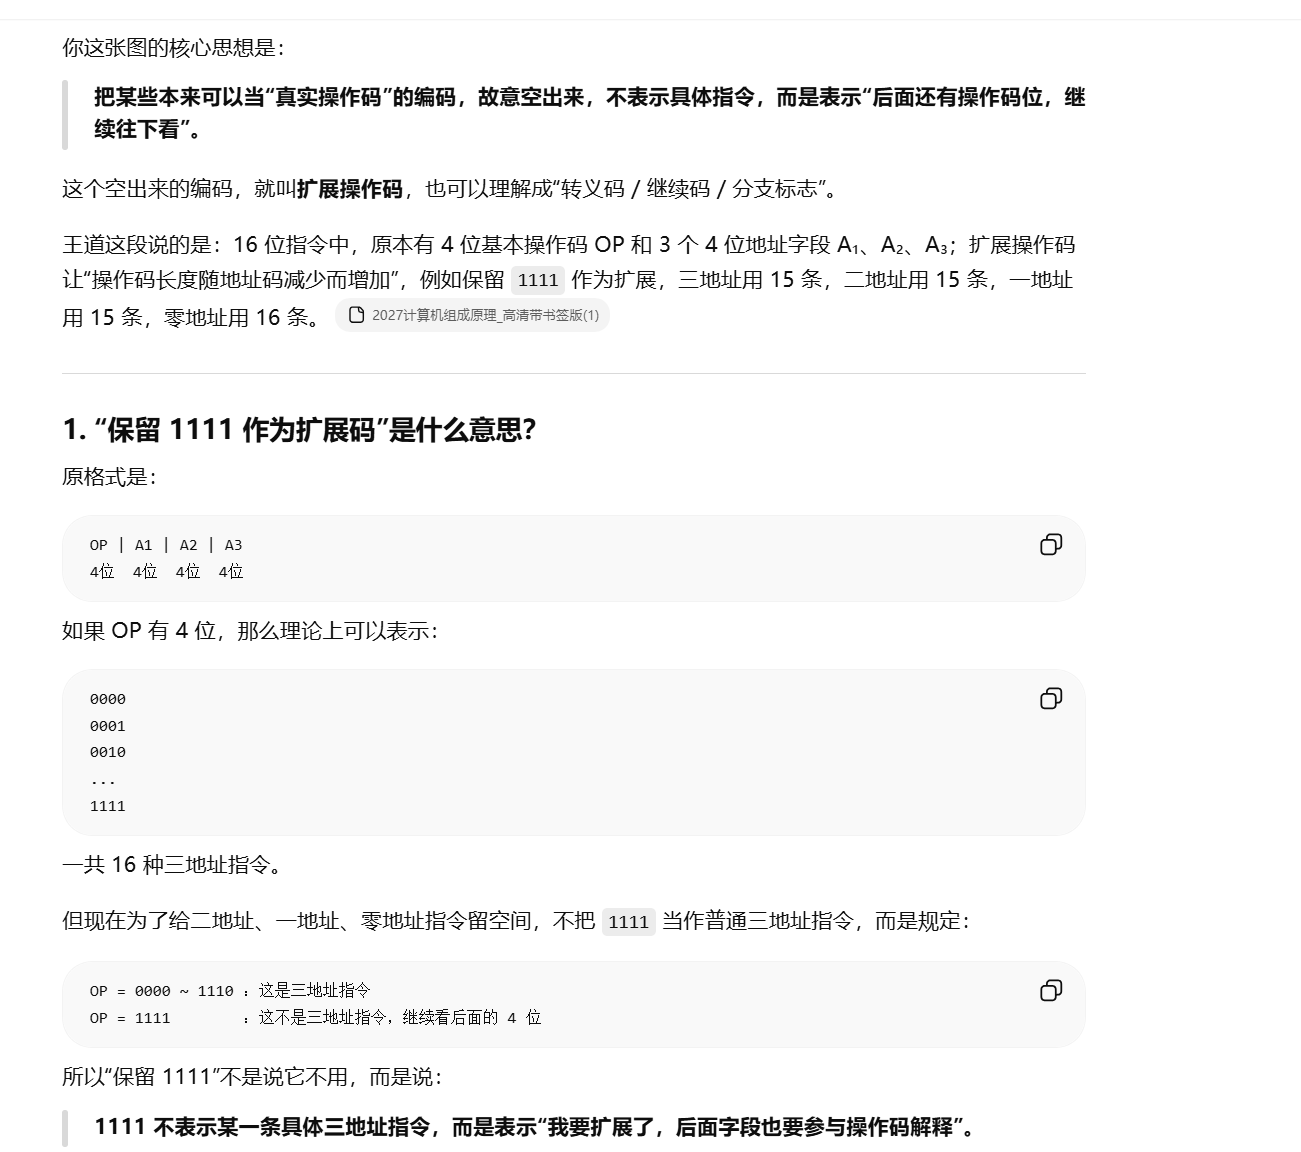 你这张图的核心思想是：
把某些本来可以当“真实操作码”的编码，故意空出来，不表示具体指令，而是表示“后面还有操作码位，继
续往下看”。
这个空出来的编码，就叫扩展操作码，也可以理解成“转义码 / 继续码 / 分支标志”。
王道这段说的是：16 位指令中，原本有 4 位基本操作码 OP 和 3 个 4 位地址字段 A₁、A₂、A₃；扩展操作码
让“操作码长度随地址码减少而增加”，例如保留 1111 作为扩展，三地址用 15 条，二地址用 15 条，一地址
用 15 条，零地址用 16 条。 2027计算机组成原理_高清带书签版(1)
1. “保留 1111 作为扩展码”是什么意思？
原格式是：
OP | A1 | A2 | A3
4位 4位 4位 4位
如果 OP 有 4 位，那么理论上可以表示：
0000
0001
0010
...
1111
一共 16 种三地址指令。
但现在为了给二地址、一地址、零地址指令留空间，不把 1111 当作普通三地址指令，而是规定：
OP = 0000 ~ 1110 ：这是三地址指令
OP = 1111 ：这不是三地址指令，继续看后面的 4 位
所以“保留 1111”不是说它不用，而是说：
1111 不表示某一条具体三地址指令，而是表示“我要扩展了，后面字段也要参与操作码解释”。